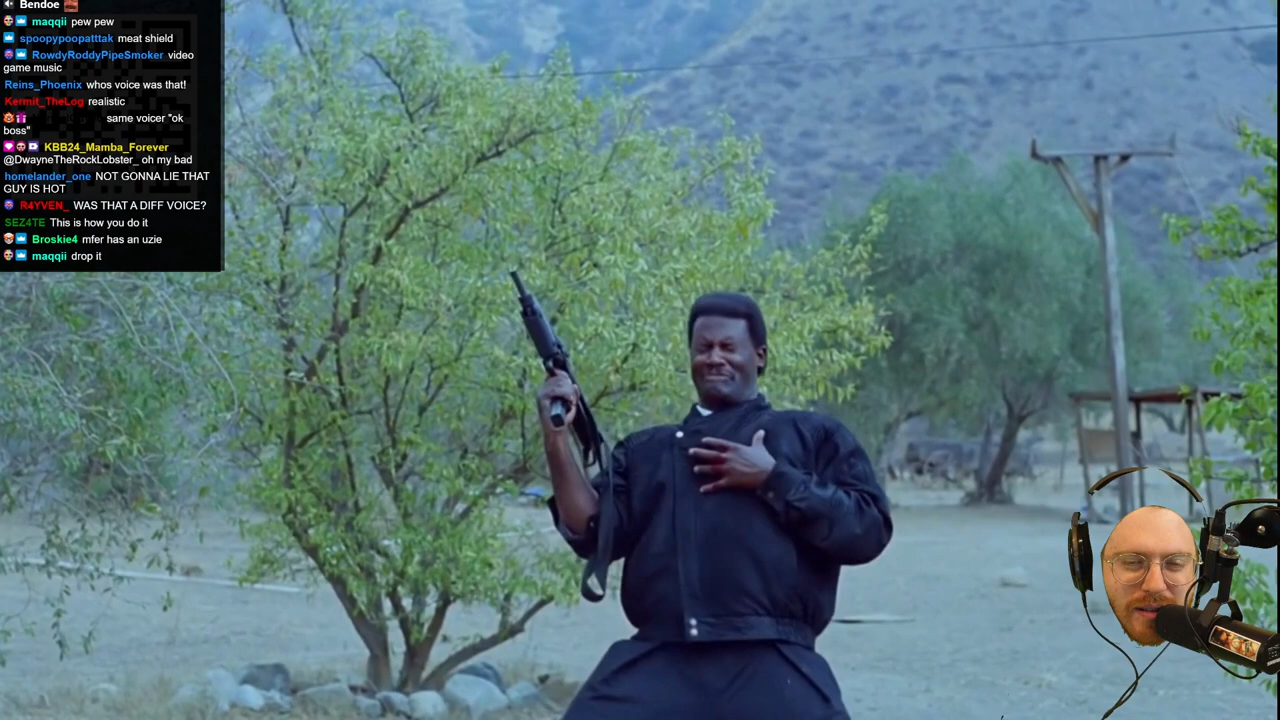 Bendoe
maqqii pew pew
spoopypoopatttak meat shield
RowdyRoddyPipeSmoker video
game music
Reins_Phoenix whos voice was that!
Kermit_TheLog realistic
same voicer "ok
boss"
KBB24_Mamba_Forever
@DwayneTheRockLobster_ oh my bad
homelander_one NOT GONNA LIE THAT
GUY IS HOT
R4YVEN_ WAS THAT A DIFF VOICE?
SEZ4TE This is how you do it
Broskie4 mfer has an uzie
maqqii drop it